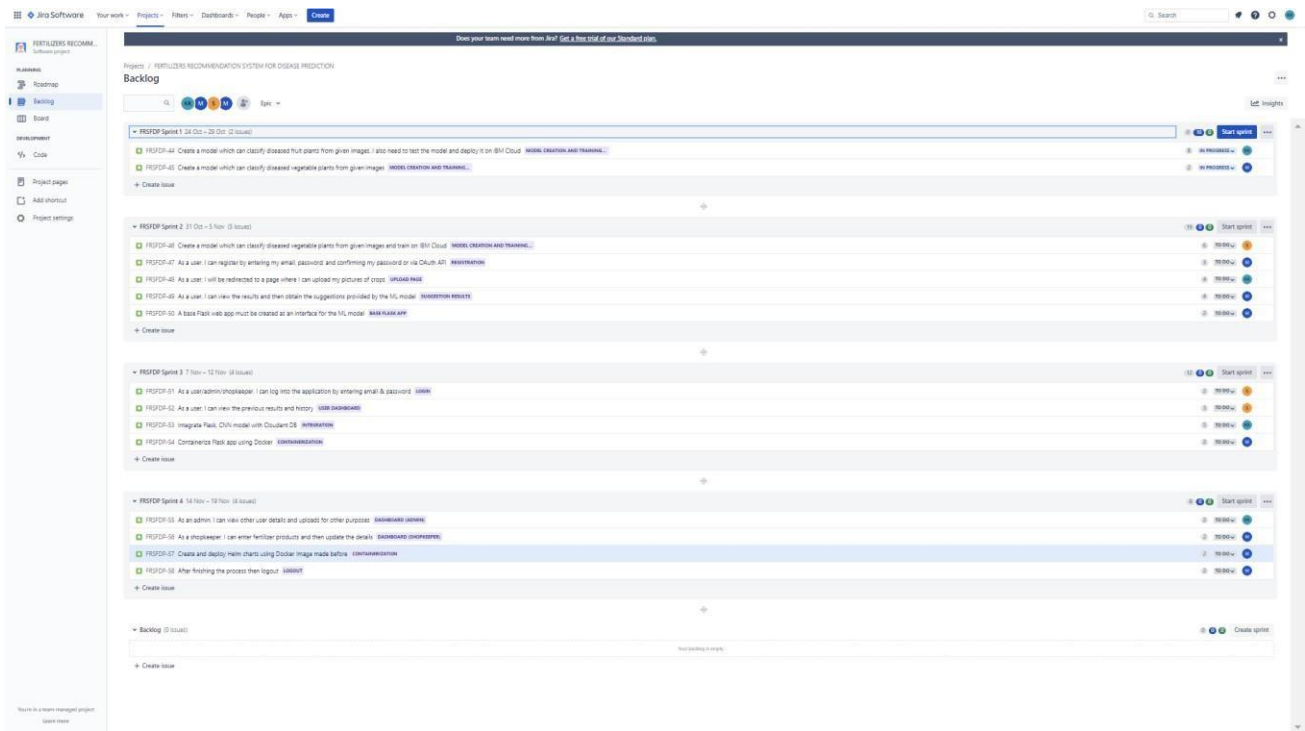 Jira Software Your work Projects Filters Dashboards People Apps Create Search
Does your team need more from Jira? Get a free trial of our Standard plan.
FERTILIZERS RECOMM...
Software project
PLANNING
Roadmap
Backlog
Board
DEVELOPMENT
Code
Project pages
Add shortcut
Project settings
You're in a team-managed project
Learn more
Projects / FERTILIZERS RECOMMENDATION SYSTEM FOR DISEASE PREDICTION
Backlog
M S M Epic Insights
FRSFDP Sprint 1 24 Oct – 29 Oct (2 issues) Start sprint
FRSFDP-44 Create a model which can classify diseased fruit plants from given images. I also need to test the model and deploy it on IBM Cloud MODEL CREATION AND TRAINING... IN PROGRESS
FRSFDP-45 Create a model which can classify diseased vegetable plants from given images MODEL CREATION AND TRAINING... 2 IN PROGRESS M
+ Create issue
FRSFDP Sprint 2 31 Oct – 5 Nov (5 issues) Start sprint
FRSFDP-46 Create a model which can classify diseased vegetable plants from given images and train on IBM Cloud MODEL CREATION AND TRAINING... TO DO S
FRSFDP-47 As a user, I can register by entering my email, password, and confirming my password or via OAuth API REGISTRATION TO DO M
FRSFDP-48 As a user, I will be redirected to a page where I can upload my pictures of crops UPLOAD PAGE TO DO
FRSFDP-49 As a user, I can view the results and then obtain the suggestions provided by the ML model SUGGESTION RESULTS TO DO M
FRSFDP-50 A base Flask web app must be created as an interface for the ML model BASE FLASK APP 2 TO DO M
+ Create issue
FRSFDP Sprint 3 7 Nov – 12 Nov (4 issues) Start sprint
FRSFDP-51 As a user/admin/shopkeeper, I can log into the application by entering email & password LOGIN TO DO S
FRSFDP-52 As a user, I can view the previous results and history USER DASHBOARD TO DO S
FRSFDP-53 Integrate Flask, CNN model with Cloudant DB INTEGRATION TO DO
FRSFDP-54 Containerize Flask app using Docker CONTAINERIZATION TO DO M
+ Create issue
FRSFDP Sprint 4 14 Nov – 19 Nov (4 issues) Start sprint
FRSFDP-55 As an admin, I can view other user details and uploads for other purposes DASHBOARD (ADMIN) 2 TO DO
FRSFDP-56 As a shopkeeper, I can enter fertilizer products and then update the details DASHBOARD (SHOPKEEPER) 2 TO DO M
FRSFDP-57 Create and deploy Helm charts using Docker Image made before CONTAINERIZATION 2 TO DO M
FRSFDP-58 After finishing the process then logout LOGOUT TO DO M
+ Create issue
Backlog (0 issues) 0 0 0 Create sprint
Your backlog is empty.
+ Create issue